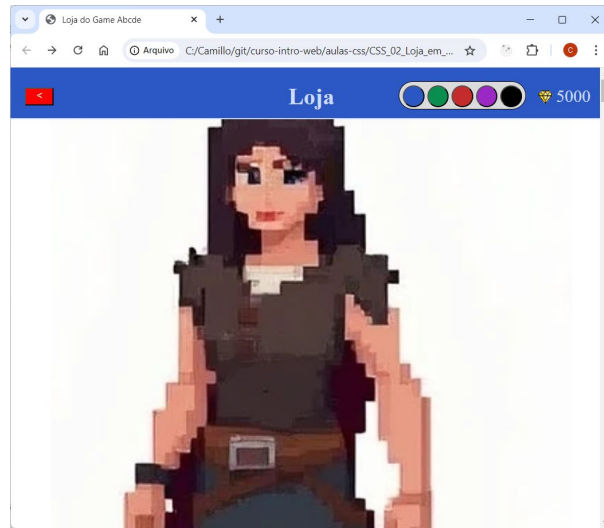 Loja do Game Abcde
Arquivo C:/Camillo/git/curso-intro-web/aulas-css/CSS_02_Loja_em_... C
< Loja 5000